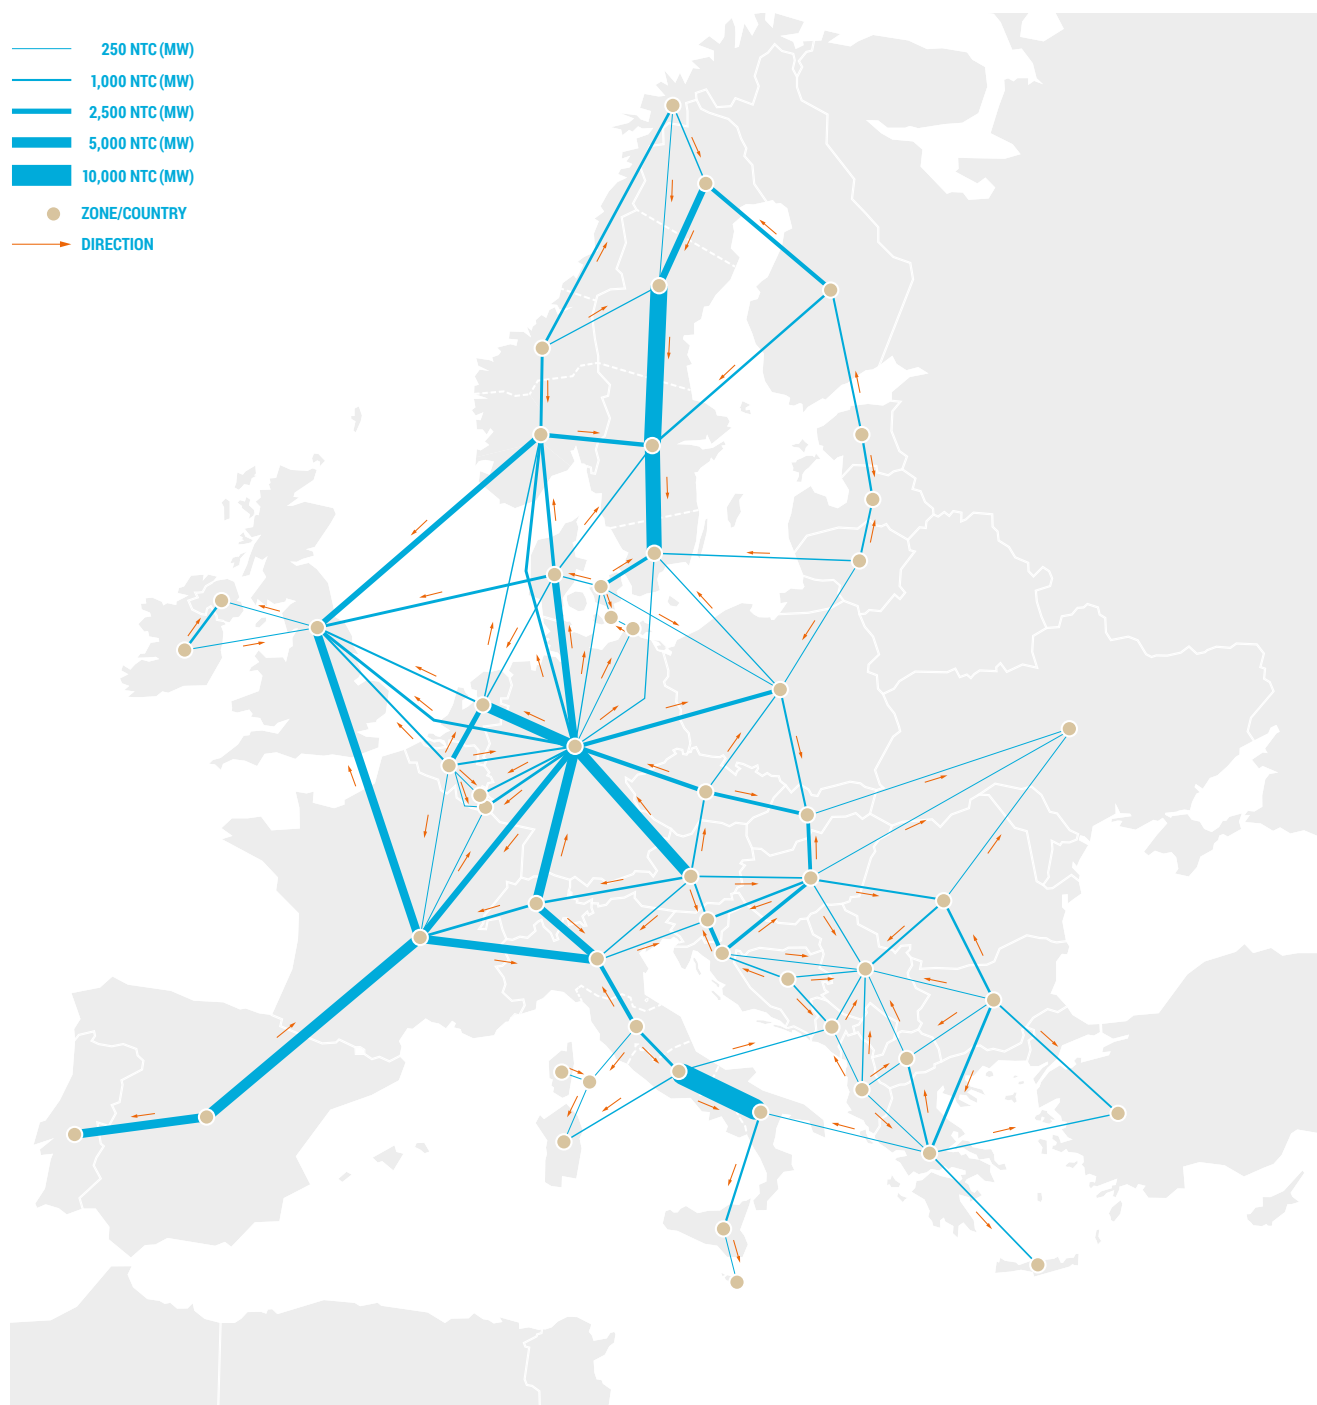 250 NTC (MW)
1,000 NTC (MW)
2,500 NTC (MW)
5,000 NTC (MW)
10,000 NTC (MW)
ZONE/COUNTRY
DIRECTION